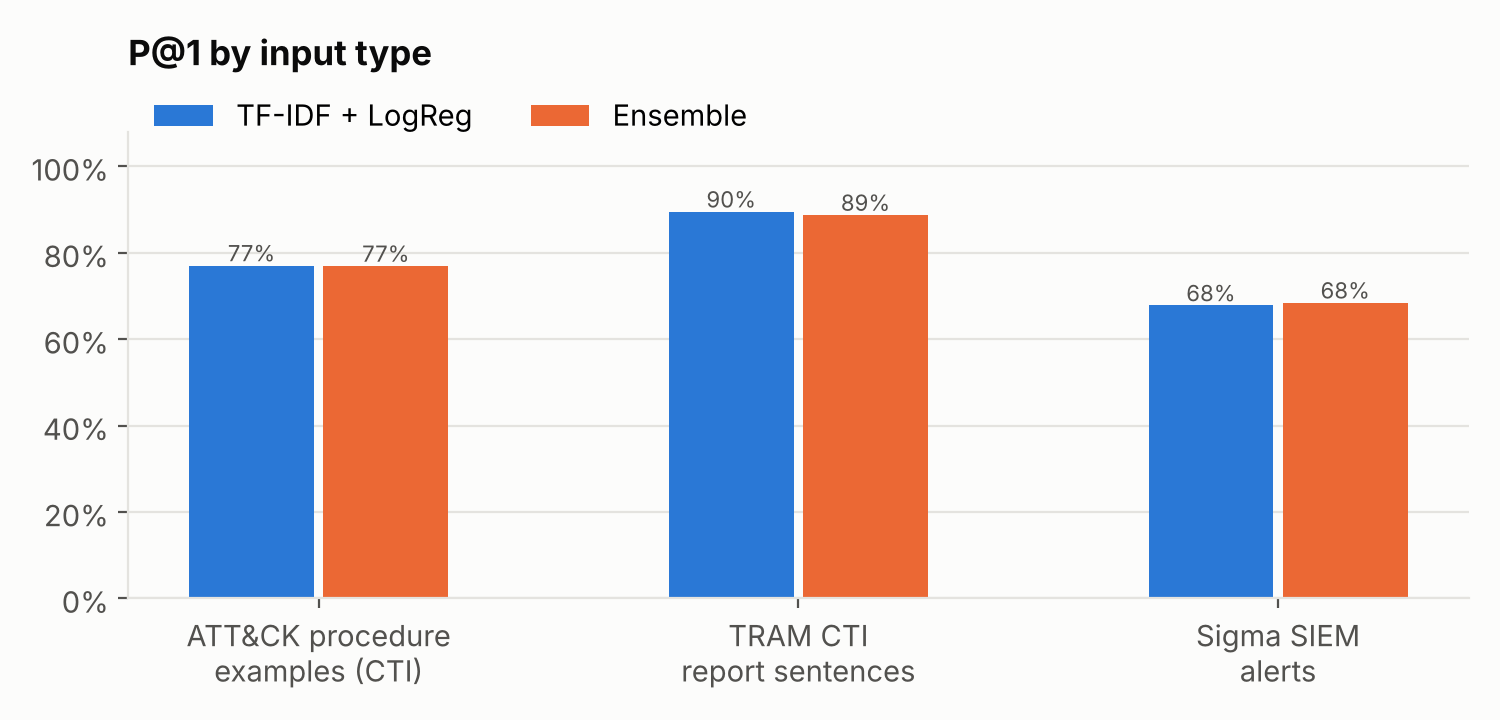 P@1 by input type
TF-IDF + LogReg
Ensemble
100%
80%
60%
40%
20%
0%
77%
77%
90%
89%
68%
68%
ATT&CK procedure
examples (CTI)
TRAM CTI
report sentences
Sigma SIEM
alerts